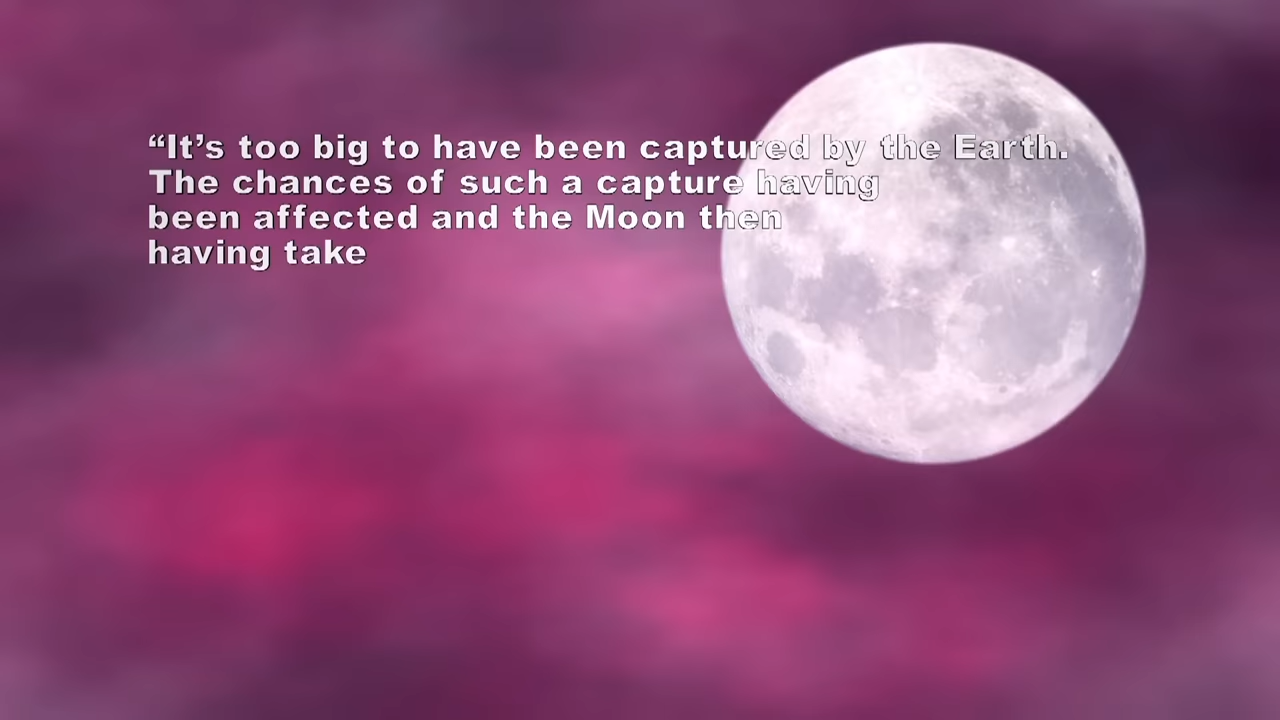 “It’s too big to have been captured by the Earth.
The chances of such a capture having
been affected and the Moon then
having take